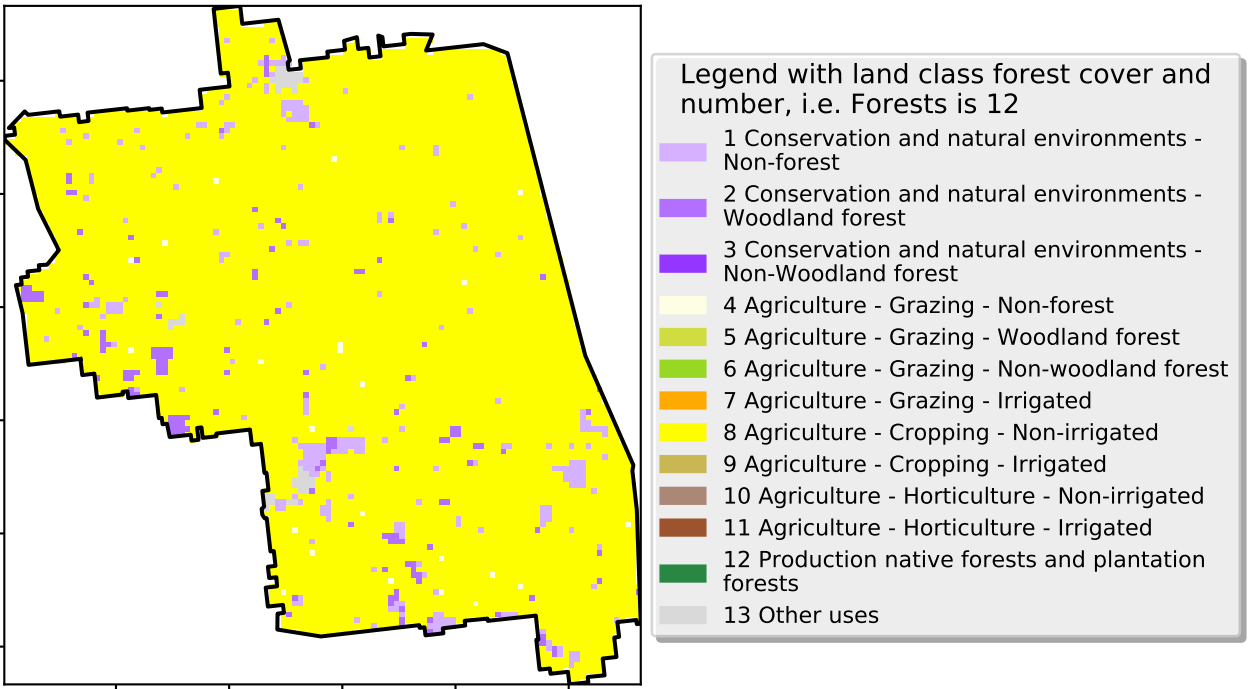 Legend with land class forest cover and
number, i.e. Forests is 12
1 Conservation and natural environments -
Non-forest
2 Conservation and natural environments -
Woodland forest
3 Conservation and natural environments -
Non-Woodland forest
4 Agriculture - Grazing - Non-forest
5 Agriculture - Grazing - Woodland forest
6 Agriculture - Grazing - Non-woodland forest
7 Agriculture - Grazing - Irrigated
8 Agriculture - Cropping - Non-irrigated
9 Agriculture - Cropping - Irrigated
10 Agriculture - Horticulture - Non-irrigated
11 Agriculture - Horticulture - Irrigated
12 Production native forests and plantation
forests
13 Other uses